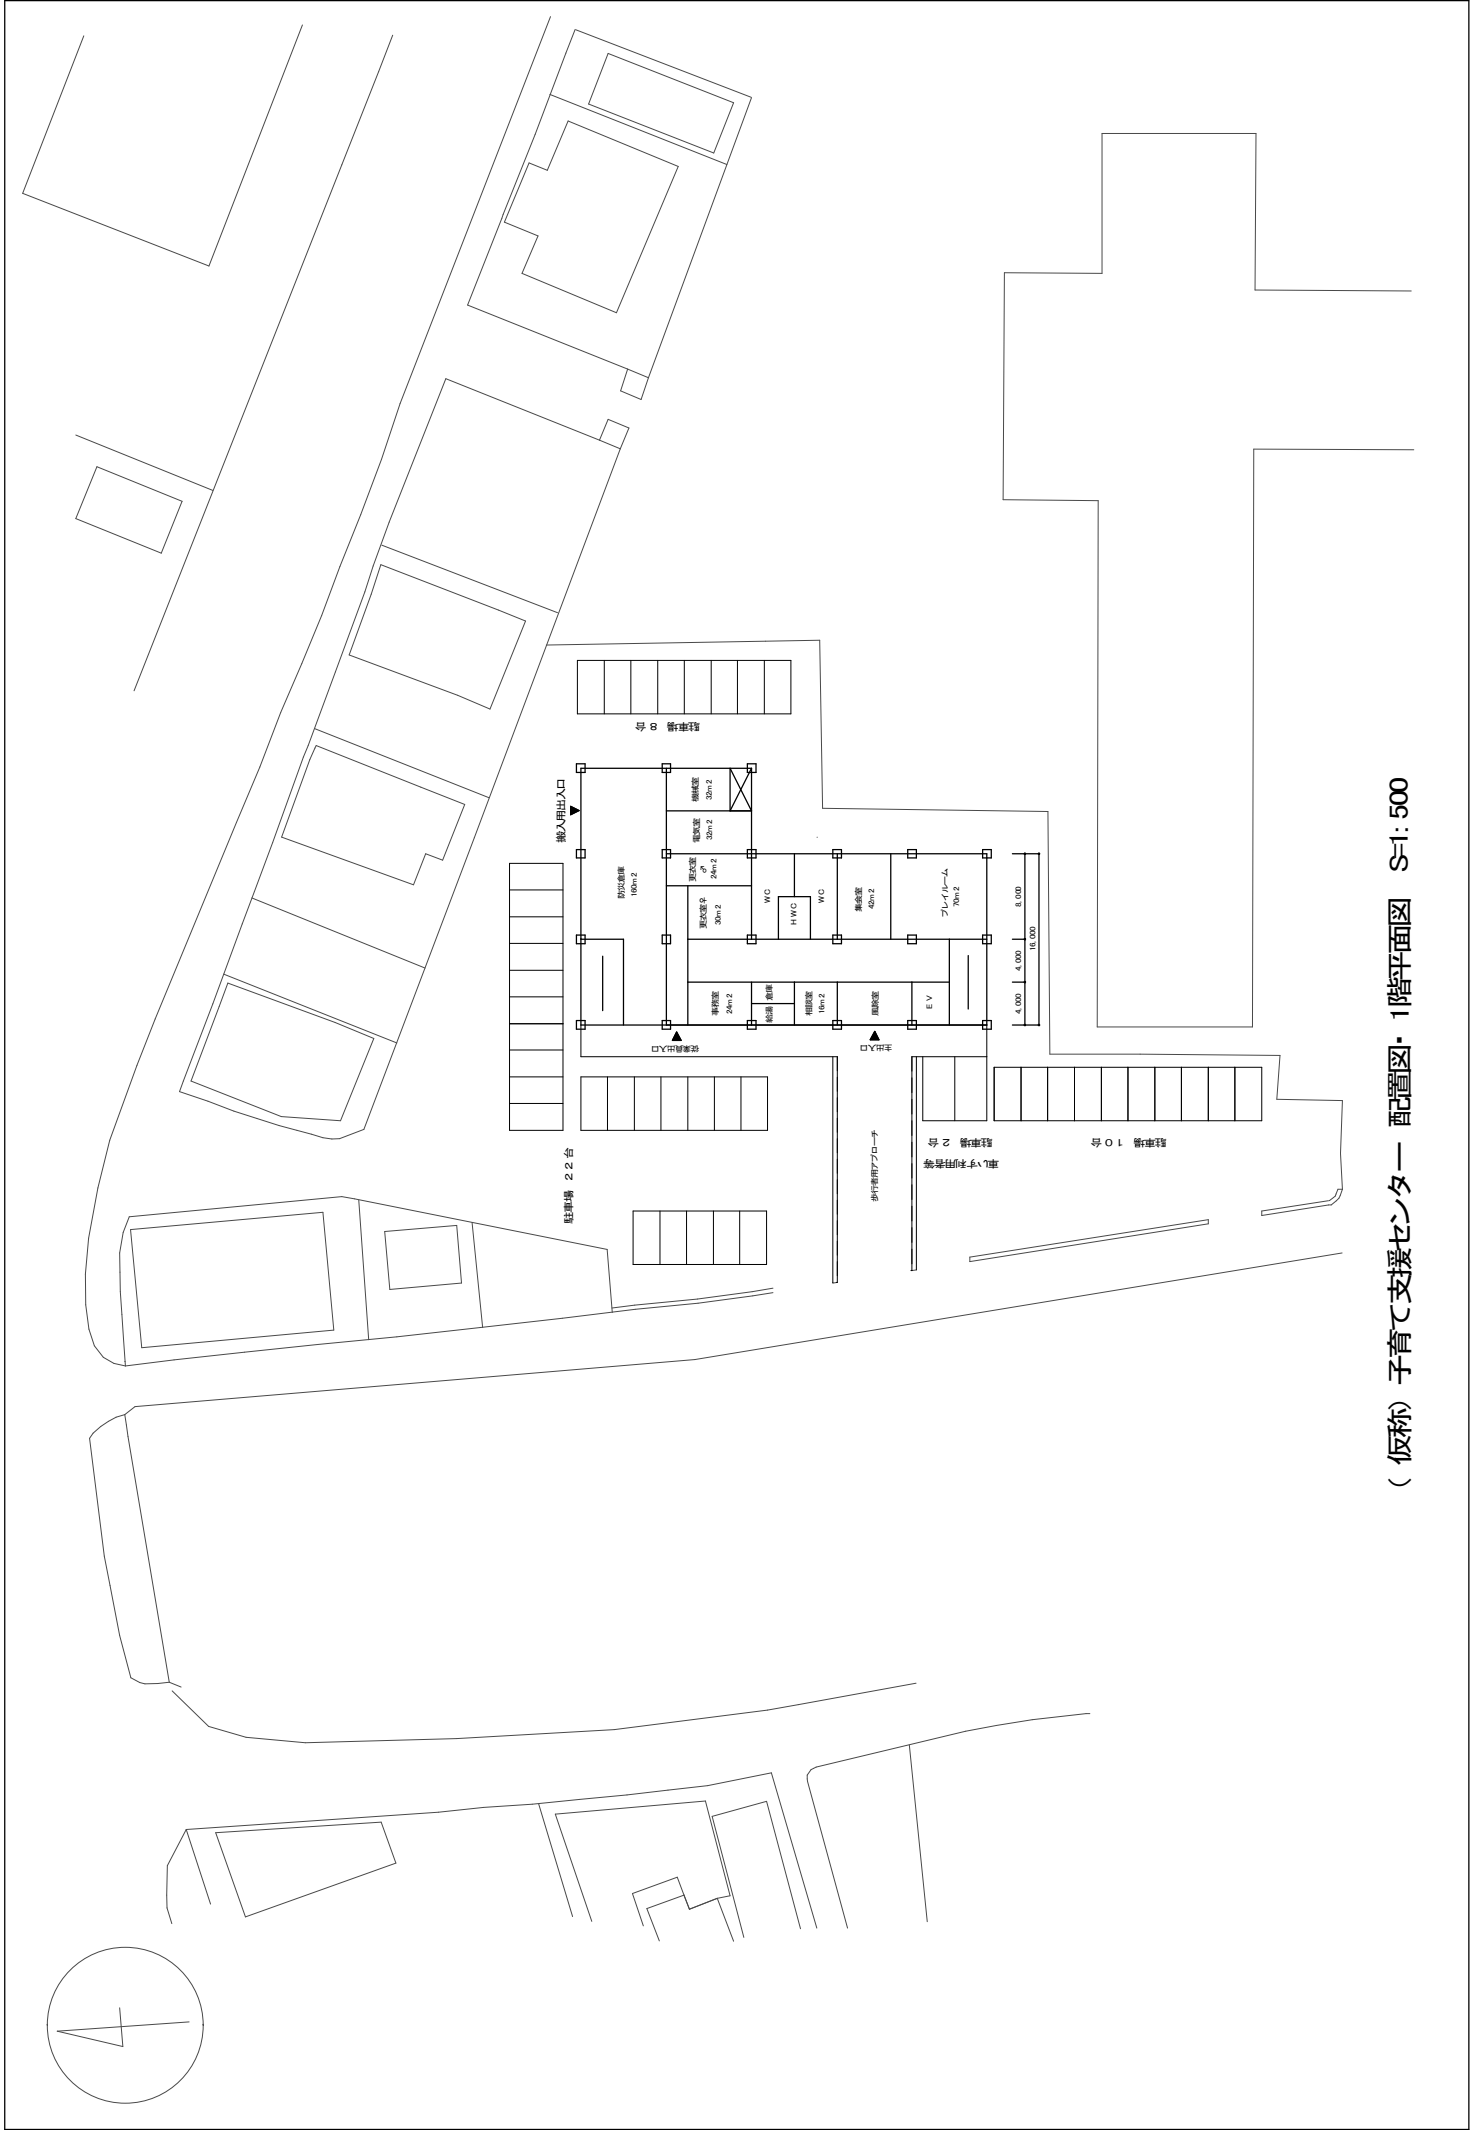 搬入用出入口
駐車場 8台
防災倉庫
160m2
機械室
32m2
電気室
32m2
更衣室
♂
24m2
更衣室♀
30m2
WC
HWC
WC
集会室
42m2
プレイルーム
70m2
事務室
24m2
給湯
倉庫
相談室
16m2
風除室
EV
従業員出入口
主出入口
4,000
4,000
8,000
16,000
駐車場 22台
歩行者用アプローチ
車いす利用者等
駐車場 2台
駐車場 10台
(仮称)子育て支援センター 配置図・1階平面図 S=1:500